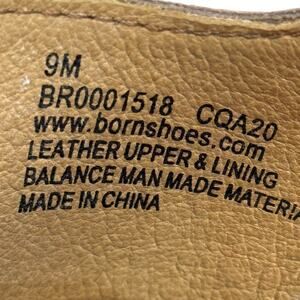 9M
BR0001518 CQA20
www.bornshoes.com
LEATHER UPPER & LINING
BALANCE MAN MADE MATERIA
MADE IN CHINA